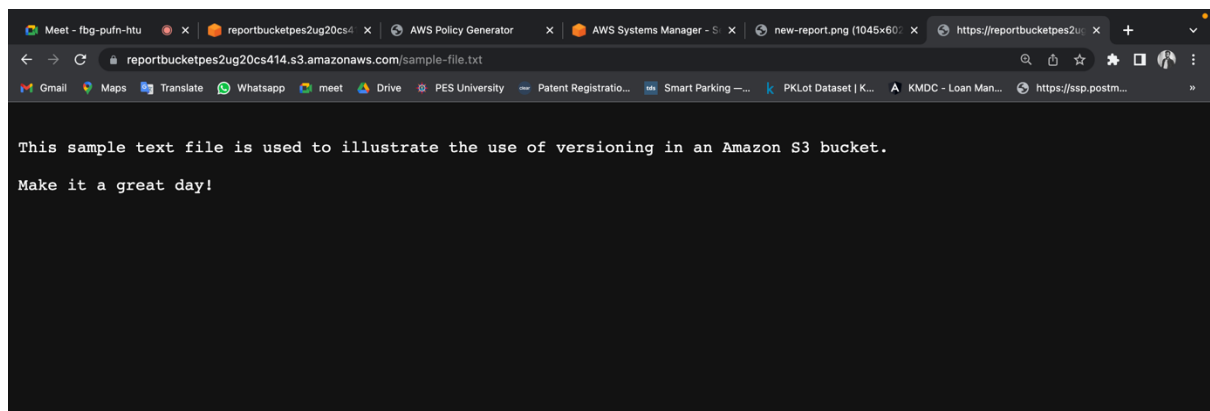 Meet - fbg-pufn-htu
reportbucketpes2ug20cs4
AWS Policy Generator
AWS Systems Manager - S
new-report.png (1045×602
https://reportbucketpes2ug
reportbucketpes2ug20cs414.s3.amazonaws.com/sample-file.txt
Gmail Maps Translate Whatsapp meet Drive PES University Patent Registratio... Smart Parking —... PKLot Dataset | K... KMDC - Loan Man... https://ssp.postm... »
This sample text file is used to illustrate the use of versioning in an Amazon S3 bucket.
Make it a great day!